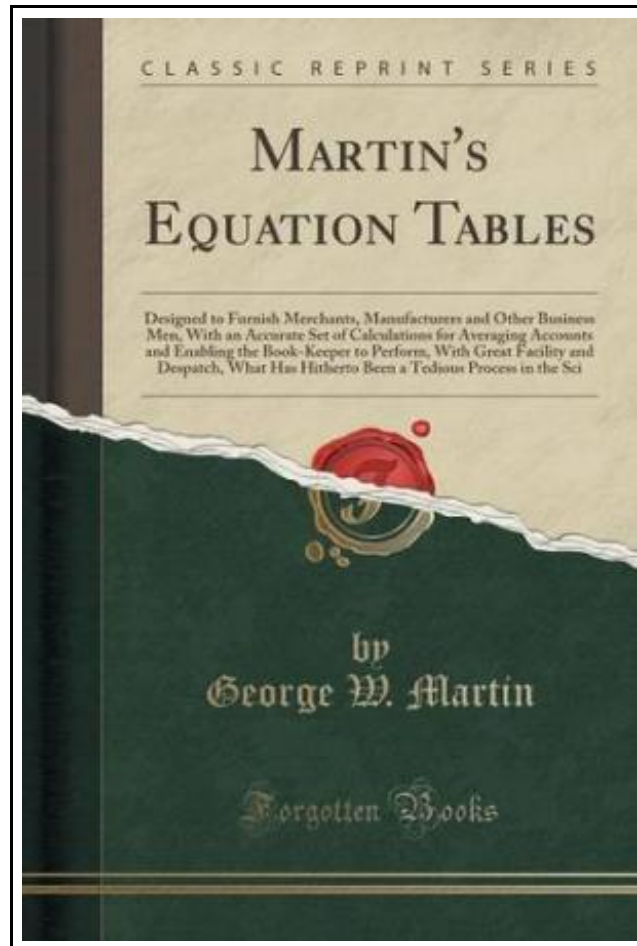 CLASSIC REPRINT SERIES
MARTIN'S
EQUATION TABLES
Designed to Furnish Merchants, Manufacturers and Other Business
Men, With an Accurate Set of Calculations for Averaging Accounts
and Enabling the Book-Keeper to Perform, With Great Facility and
Despatch, What Has Hitherto Been a Tedious Process in the Sci
F
by
George W. Martin
Forgotten Books